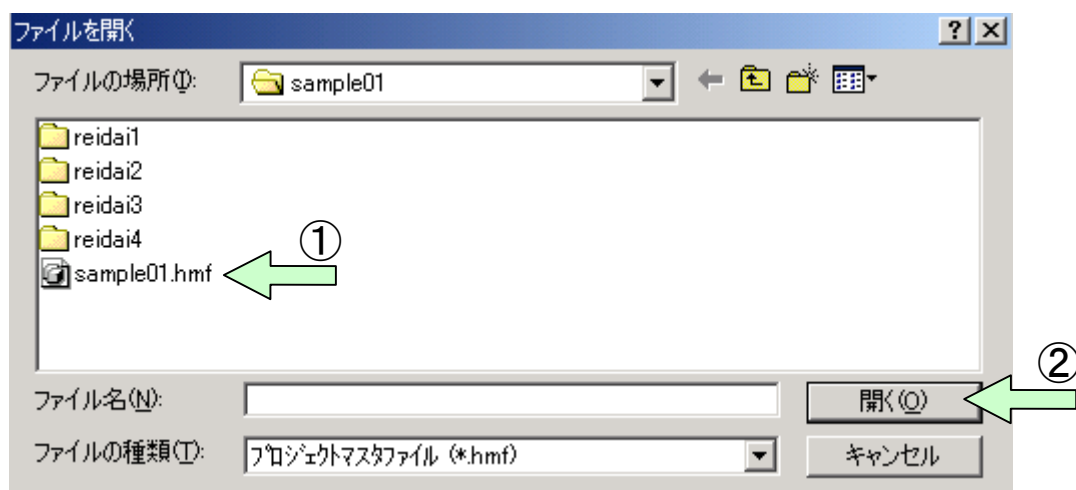 ファイルを開く
ファイルの場所(I): sample01
reidai1
reidai2
reidai3
reidai4
①
sample01.hmf
②
ファイル名(N): 開く(O)
ファイルの種類(T): プロジェクトマスタファイル (*.hmf) キャンセル